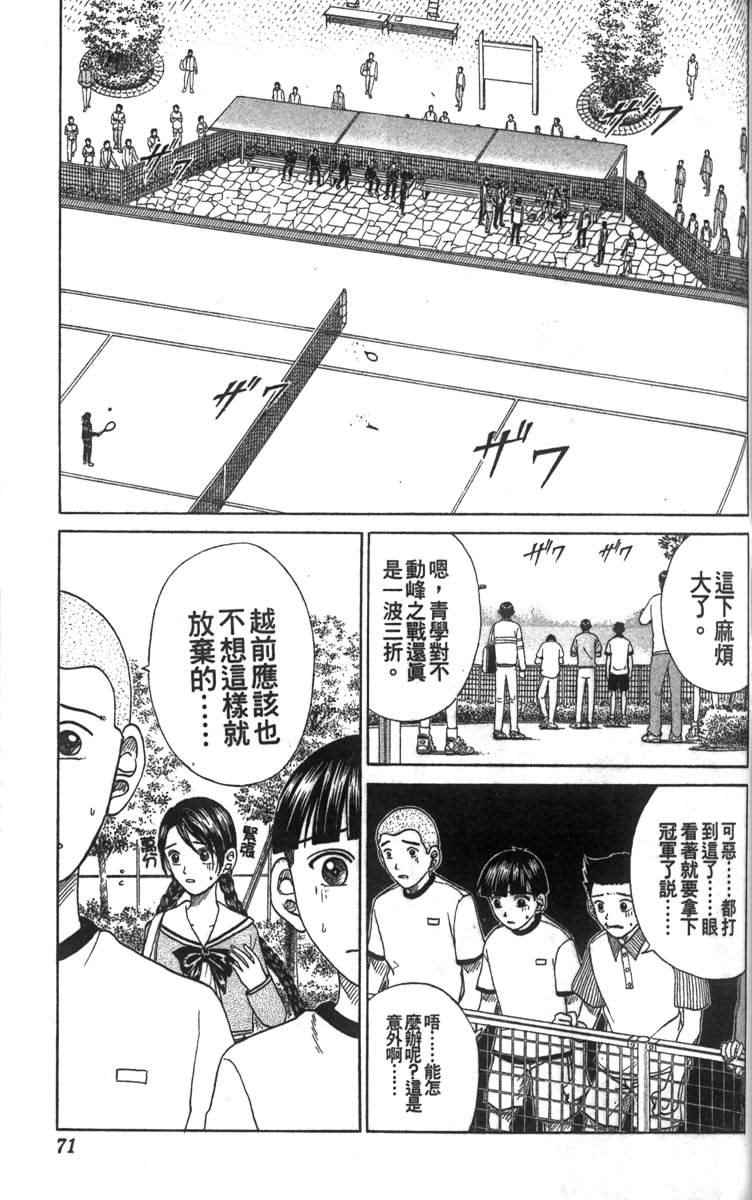 ザワ
ザワ
ザワ
ザワ
這下麻煩
大了。
ザワ
ザワ
嗯，青學對不
動峰之戰還真
是一波三折。
可惡……都打
到這了……眼
看著就要拿下
冠軍了說……
唔……能怎
麼辦呢？這是
意外啊……
越前應該也
不想這樣就
放棄的……
緊張
萬分
71